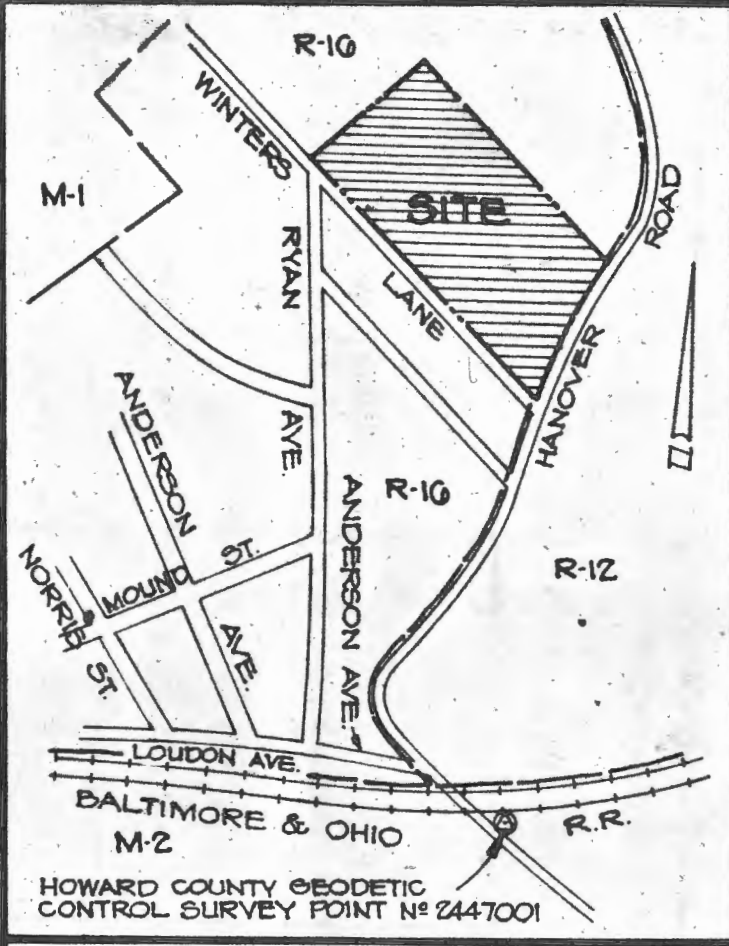 R-16
WINTERS
M-1
SITE
ROAD
RYAN
LANE
HANOVER
ANDERSON
AVE.
R-16
ANDERSON AVE.
NORRIS
MOUND ST.
R-12
ST.
AVE.
LOUDON AVE.
BALTIMORE & OHIO R.R.
M-2
HOWARD COUNTY GEODETIC
CONTROL SURVEY POINT Nº 2447001